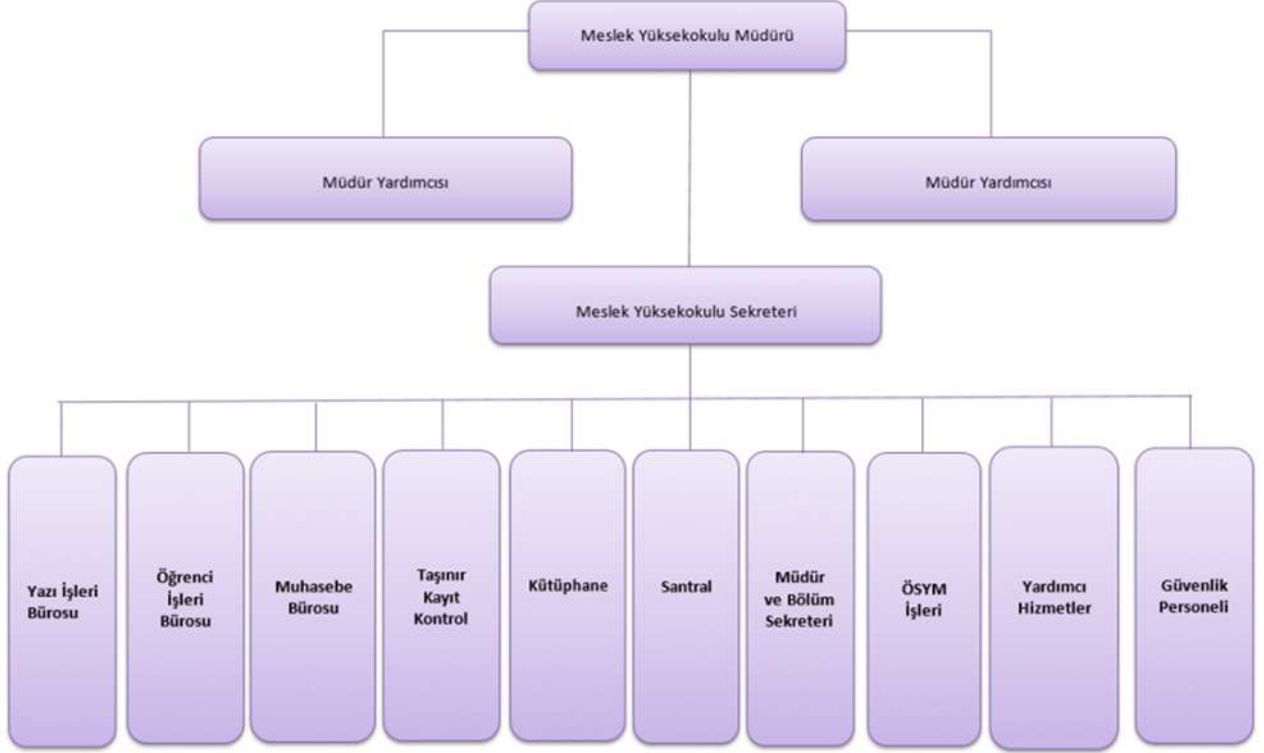 Meslek Yüksekokulu Müdürü
Müdür Yardımcısı
Müdür Yardımcısı
Meslek Yüksekokulu Sekreteri
Yazı İşleri
Bürosu
Öğrenci
İşleri
Bürosu
Muhasebe
Bürosu
Taşınır
Kayıt
Kontrol
Kütüphane
Santral
Müdür
ve Bölüm
Sekreteri
ÖSYM
İşleri
Yardımcı
Hizmetler
Güvenlik
Personeli